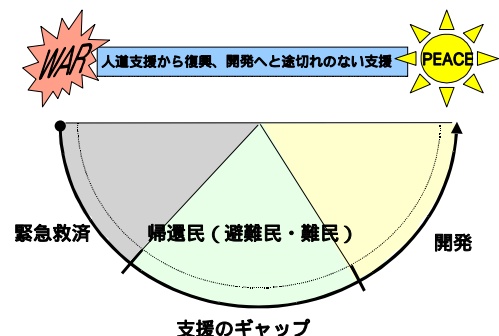 WAR
人道支援から復興、開発へと途切れのない支援
PEACE
緊急救済
帰還民（避難民・難民）
開発
支援のギャップ